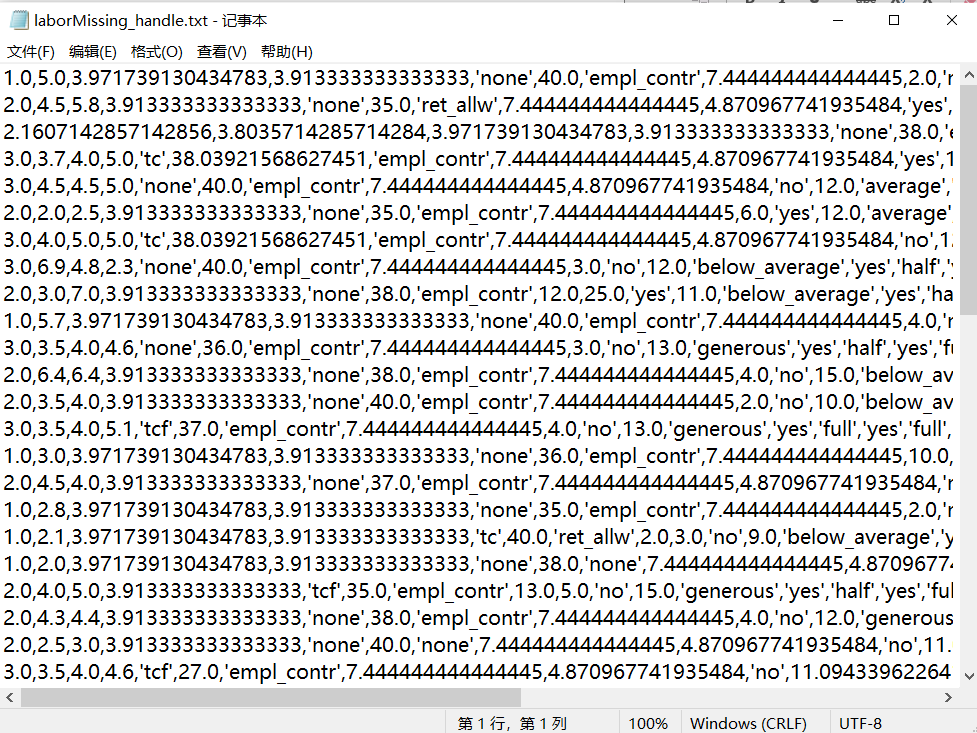 laborMissing_handle.txt - 记事本
文件(F) 编辑(E) 格式(O) 查看(V) 帮助(H)
1.0,5.0,3.971739130434783,3.913333333333333,'none',40.0,'empl_contr',7.444444444444445,2.0,'
2.0,4.5,5.8,3.913333333333333,'none',35.0,'ret_allw',7.444444444444445,4.870967741935484,'yes',
2.1607142857142856,3.8035714285714284,3.971739130434783,3.913333333333333,'none',38.0,'e
3.0,3.7,4.0,5.0,'tc',38.03921568627451,'empl_contr',7.444444444444445,4.870967741935484,'yes',1
3.0,4.5,4.5,5.0,'none',40.0,'empl_contr',7.444444444444445,4.870967741935484,'no',12.0,'average','
2.0,2.0,2.5,3.913333333333333,'none',35.0,'empl_contr',7.444444444444445,6.0,'yes',12.0,'average',
3.0,4.0,5.0,5.0,'tc',38.03921568627451,'empl_contr',7.444444444444445,4.870967741935484,'no',1
3.0,6.9,4.8,2.3,'none',40.0,'empl_contr',7.444444444444445,3.0,'no',12.0,'below_average','yes','half','
2.0,3.0,7.0,3.913333333333333,'none',38.0,'empl_contr',12.0,25.0,'yes',11.0,'below_average','yes','ha
1.0,5.7,3.971739130434783,3.913333333333333,'none',40.0,'empl_contr',7.444444444444445,4.0,'
3.0,3.5,4.0,4.6,'none',36.0,'empl_contr',7.444444444444445,3.0,'no',13.0,'generous','yes','half','yes','fu
2.0,6.4,6.4,3.913333333333333,'none',38.0,'empl_contr',7.444444444444445,4.0,'no',15.0,'below_av
2.0,3.5,4.0,3.913333333333333,'none',40.0,'empl_contr',7.444444444444445,2.0,'no',10.0,'below_av
3.0,3.5,4.0,5.1,'tcf',37.0,'empl_contr',7.444444444444445,4.0,'no',13.0,'generous','yes','full','yes','full',
1.0,3.0,3.971739130434783,3.913333333333333,'none',36.0,'empl_contr',7.444444444444445,10.0,
2.0,4.5,4.0,3.913333333333333,'none',37.0,'empl_contr',7.444444444444445,4.870967741935484,'
1.0,2.8,3.971739130434783,3.913333333333333,'none',35.0,'empl_contr',7.444444444444445,2.0,'
1.0,2.1,3.971739130434783,3.913333333333333,'tc',40.0,'ret_allw',2.0,3.0,'no',9.0,'below_average','y
1.0,2.0,3.971739130434783,3.913333333333333,'none',38.0,'none',7.444444444444445,4.8709677
2.0,4.0,5.0,3.913333333333333,'tcf',35.0,'empl_contr',13.0,5.0,'no',15.0,'generous','yes','half','yes','ful
2.0,4.3,4.4,3.913333333333333,'none',38.0,'empl_contr',7.444444444444445,4.0,'no',12.0,'generous
2.0,2.5,3.0,3.913333333333333,'none',40.0,'none',7.444444444444445,4.870967741935484,'no',11.
3.0,3.5,4.0,4.6,'tcf',27.0,'empl_contr',7.444444444444445,4.870967741935484,'no',11.09433962264
第 1 行，第 1 列 100% Windows (CRLF) UTF-8